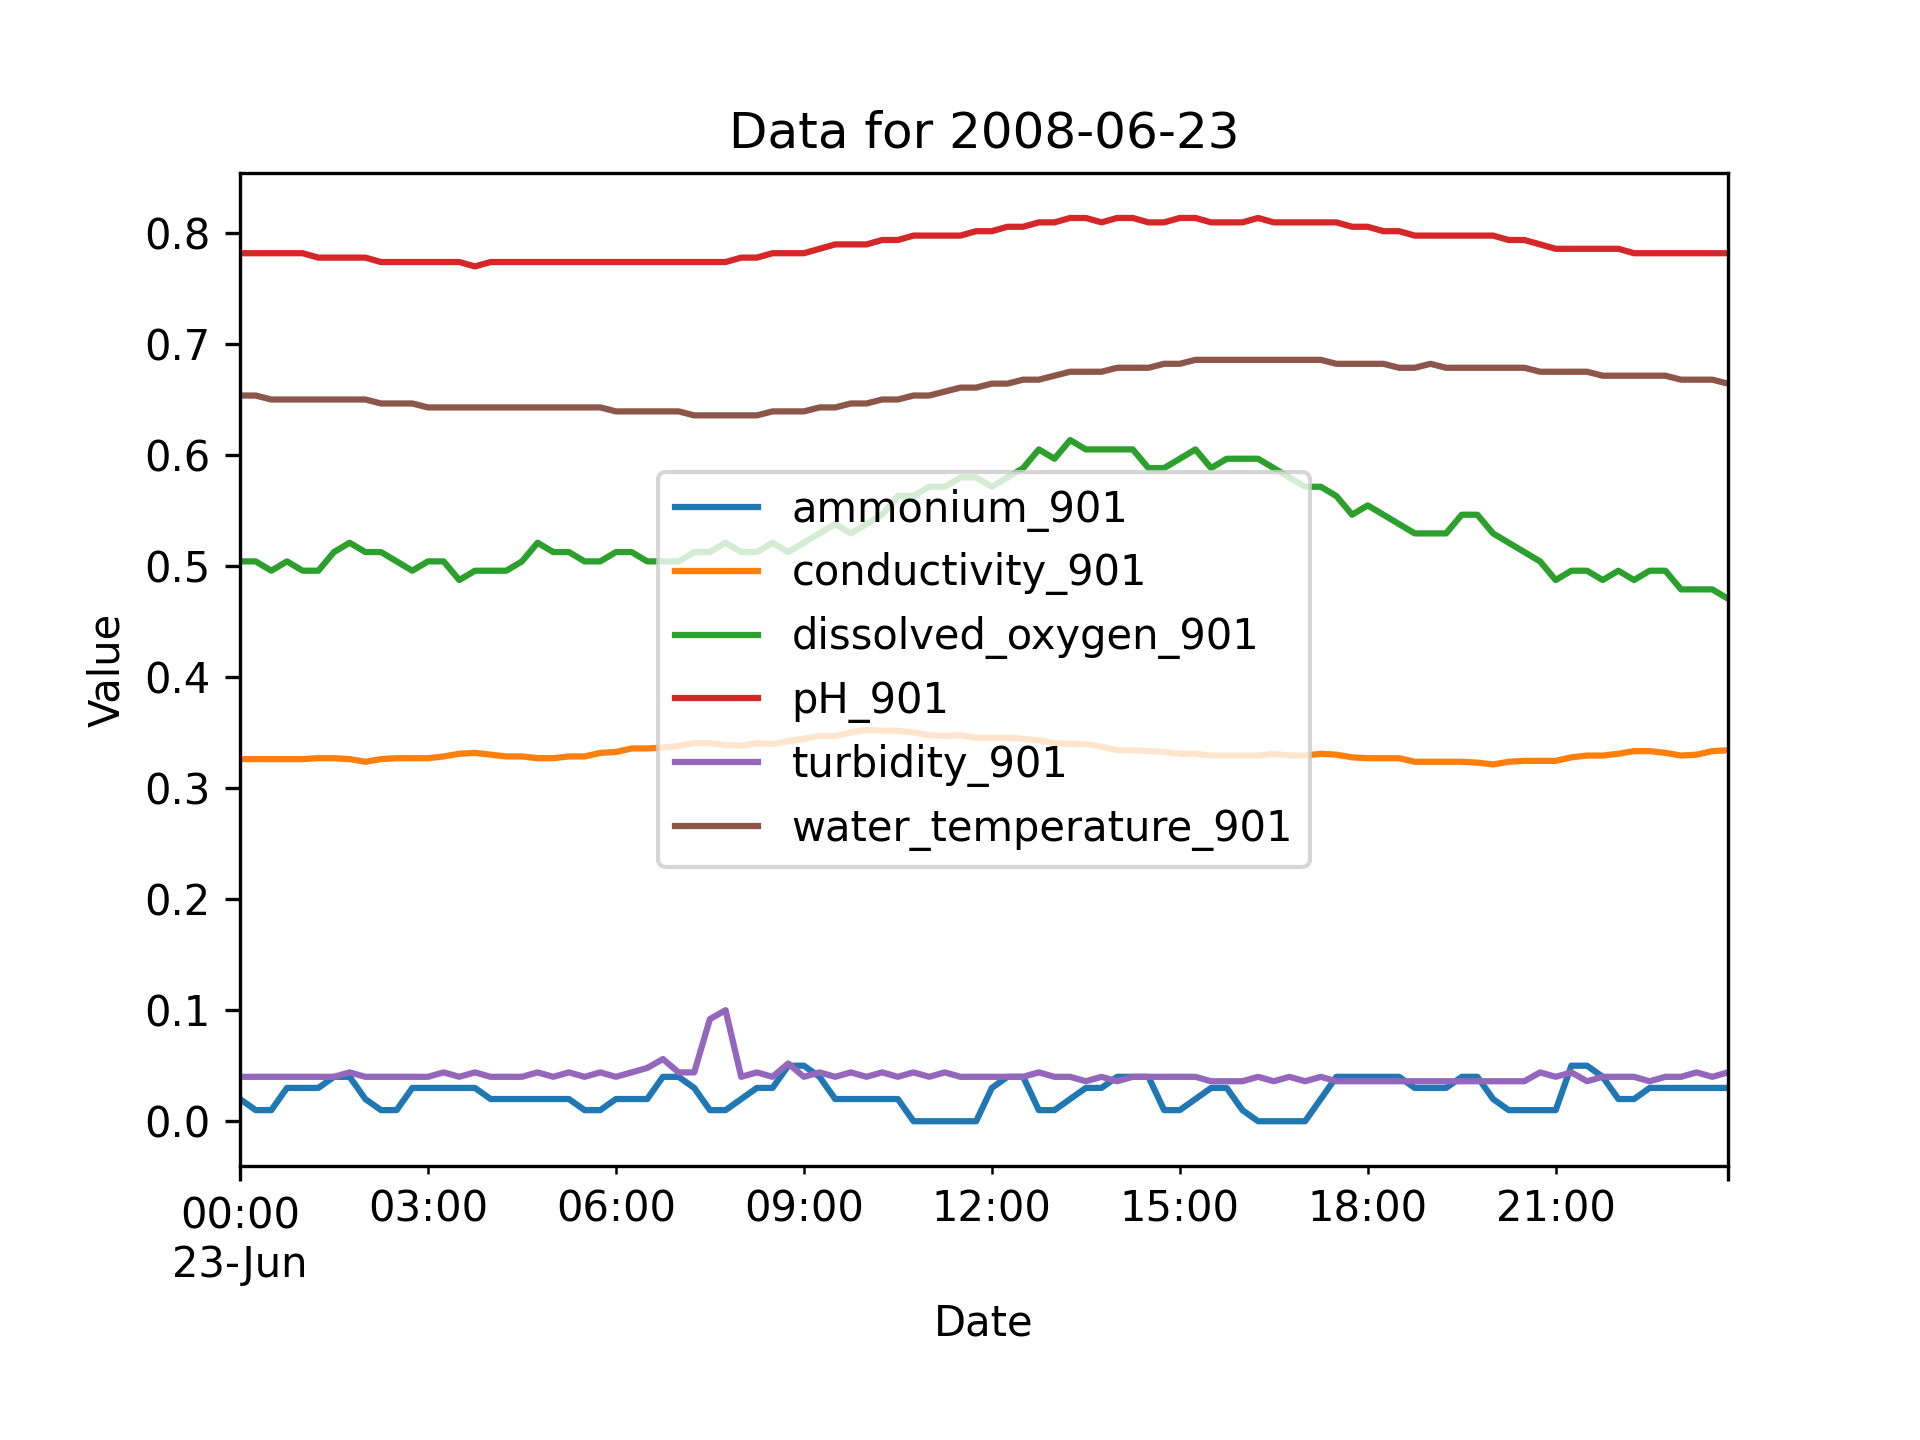 Data for 2008-06-23
Value
0.8
0.7
0.6
0.5
0.4
0.3
0.2
0.1
0.0
ammonium_901
conductivity_901
dissolved_oxygen_901
pH_901
turbidity_901
water_temperature_901
00:00 03:00 06:00 09:00 12:00 15:00 18:00 21:00
23-Jun
Date